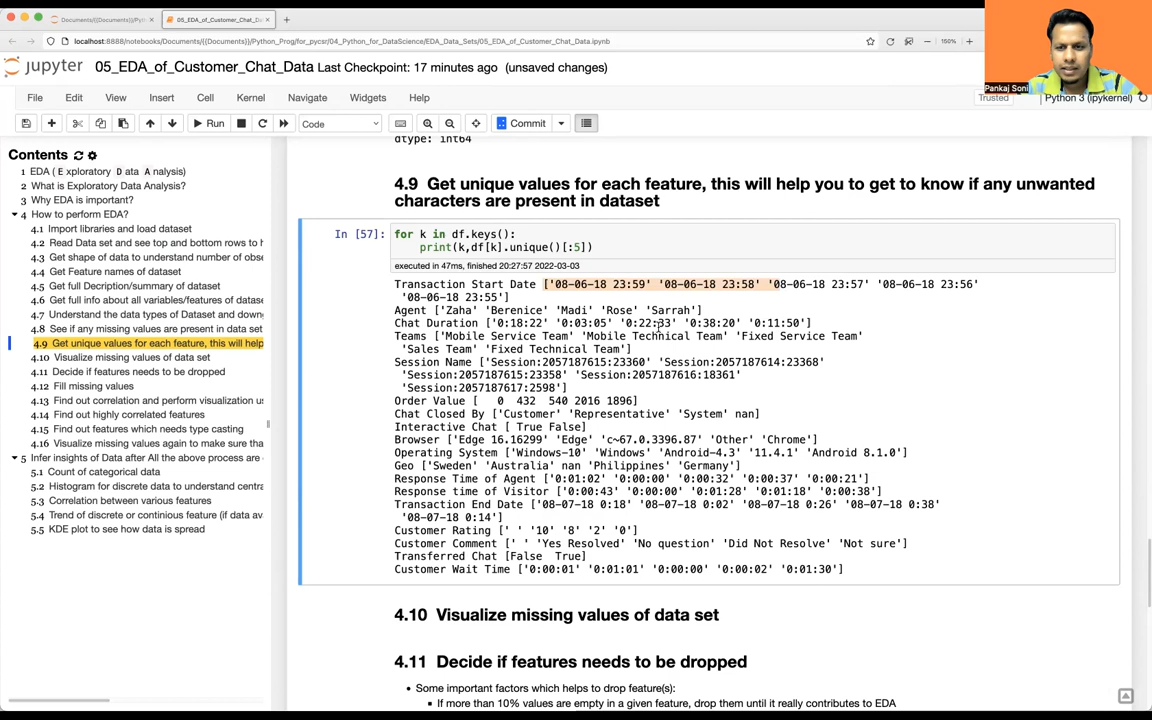 Documents/{{Documents}}/Pyt
05_EDA_of_Customer_Chat_Da
localhost:8888/notebooks/Documents/{{Documents}}/Python_Prog/for_pycsr/04_Python_for_DataScience/EDA_Data_Sets/05_EDA_of_Customer_Chat_Data.ipynb
150%
jupyter 05_EDA_of_Customer_Chat_Data Last Checkpoint: 17 minutes ago (unsaved changes)
Pankaj Soni
File Edit View Insert Cell Kernel Navigate Widgets Help
Trusted Python 3 (ipykernel)
Run Code Commit
Contents
1 EDA ( E xploratory D ata A nalysis)
2 What is Exploratory Data Analysis?
3 Why EDA is important?
4 How to perform EDA?
4.1 Import libraries and load dataset
4.2 Read Data set and see top and bottom rows to h
4.3 Get shape of data to understand number of obse
4.4 Get Feature names of dataset
4.5 Get full Decription/summary of dataset
4.6 Get full info about all variables/features of datase
4.7 Understand the data types of Dataset and down
4.8 See if any missing values are present in data set
4.9 Get unique values for each feature, this will help
4.10 Visualize missing values of data set
4.11 Decide if features needs to be dropped
4.12 Fill missing values
4.13 Find out correlation and perform visualization us
4.14 Find out highly correlated features
4.15 Find out features which needs type casting
4.16 Visualize missing values again to make sure tha
5 Infer insights of Data after All the above process are
5.1 Count of categorical data
5.2 Histogram for discrete data to understand centra
5.3 Correlation between various features
5.4 Trend of discrete or continious feature (if data av
5.5 KDE plot to see how data is spread
dtype: int64
4.9 Get unique values for each feature, this will help you to get to know if any unwanted
characters are present in dataset
In [57]: for k in df.keys():
print(k,df[k].unique()[:5])
executed in 47ms, finished 20:27:57 2022-03-03
Transaction Start Date ['08-06-18 23:59' '08-06-18 23:58' '08-06-18 23:57' '08-06-18 23:56'
'08-06-18 23:55']
Agent ['Zaha' 'Berenice' 'Madi' 'Rose' 'Sarrah']
Chat Duration ['0:18:22' '0:03:05' '0:22:33' '0:38:20' '0:11:50']
Teams ['Mobile Service Team' 'Mobile Technical Team' 'Fixed Service Team'
'Sales Team' 'Fixed Technical Team']
Session Name ['Session:2057187615:23360' 'Session:2057187614:23368'
'Session:2057187615:23358' 'Session:2057187616:18361'
'Session:2057187617:2598']
Order Value [ 0 432 540 2016 1896]
Chat Closed By ['Customer' 'Representative' 'System' nan]
Interactive Chat [ True False]
Browser ['Edge 16.16299' 'Edge' 'c~67.0.3396.87' 'Other' 'Chrome']
Operating System ['Windows-10' 'Windows' 'Android-4.3' '11.4.1' 'Android 8.1.0']
Geo ['Sweden' 'Australia' nan 'Philippines' 'Germany']
Response Time of Agent ['0:01:02' '0:00:00' '0:00:32' '0:00:37' '0:00:21']
Response time of Visitor ['0:00:43' '0:00:00' '0:01:28' '0:01:18' '0:00:38']
Transaction End Date ['08-07-18 0:18' '08-07-18 0:02' '08-07-18 0:26' '08-07-18 0:38'
'08-07-18 0:14']
Customer Rating [' ' '10' '8' '2' '0']
Customer Comment [' ' 'Yes Resolved' 'No question' 'Did Not Resolve' 'Not sure']
Transferred Chat [False True]
Customer Wait Time ['0:00:01' '0:01:01' '0:00:00' '0:00:02' '0:01:30']
4.10 Visualize missing values of data set
4.11 Decide if features needs to be dropped
• Some important factors which helps to drop feature(s):
▪ If more than 10% values are empty in a given feature, drop them until it really contributes to EDA